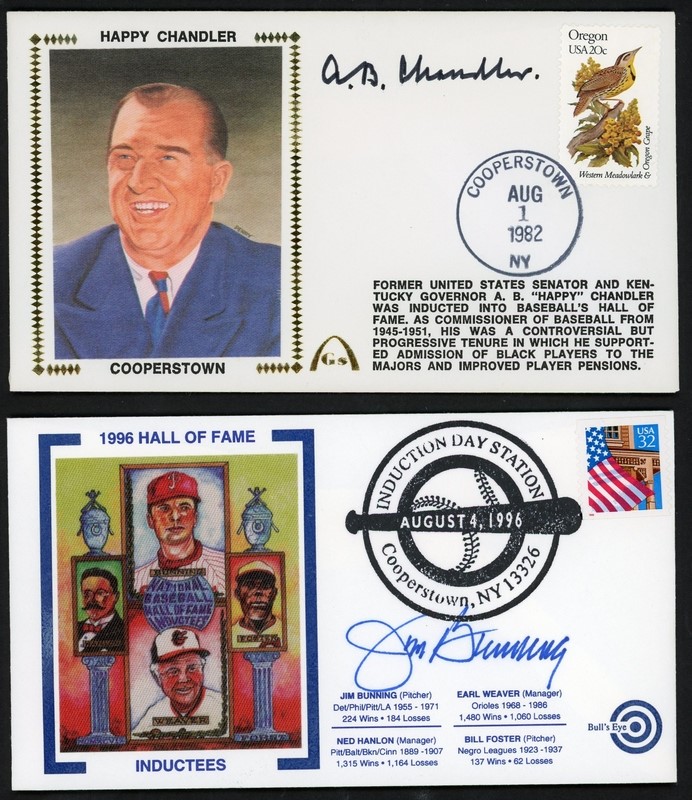 HAPPY CHANDLER
A. B. Chandler.
Oregon
USA 20c
Oregon Grape
Western Meadowlark &
COOPERSTOWN
AUG
1
1982
NY
FORMER UNITED STATES SENATOR AND KEN-
TUCKY GOVERNOR A. B. "HAPPY" CHANDLER
WAS INDUCTED INTO BASEBALL'S HALL OF
FAME. AS COMMISSIONER OF BASEBALL FROM
1945-1951, HIS WAS A CONTROVERSIAL BUT
PROGRESSIVE TENURE IN WHICH HE SUPPORT-
ED ADMISSION OF BLACK PLAYERS TO THE
MAJORS AND IMPROVED PLAYER PENSIONS.
Gs
COOPERSTOWN
1996 HALL OF FAME
BUNNING
NATIONAL
BASEBALL
HALL OF FAME
INDUCTEES
FOSTER
WEAVER
INDUCTEES
INDUCTION DAY STATION
AUGUST 4, 1996
Cooperstown, NY 13326
USA
32
Jim Bunning
JIM BUNNING (Pitcher)
Det/Phil/Pitt/LA 1955 - 1971
224 Wins • 184 Losses
EARL WEAVER (Manager)
Orioles 1968 - 1986
1,480 Wins • 1,060 Losses
NED HANLON (Manager)
Pitt/Balt/Bkn/Cinn 1889 -1907
1,315 Wins • 1,164 Losses
BILL FOSTER (Pitcher)
Negro Leagues 1923 -1937
137 Wins • 62 Losses
Bull's Eye